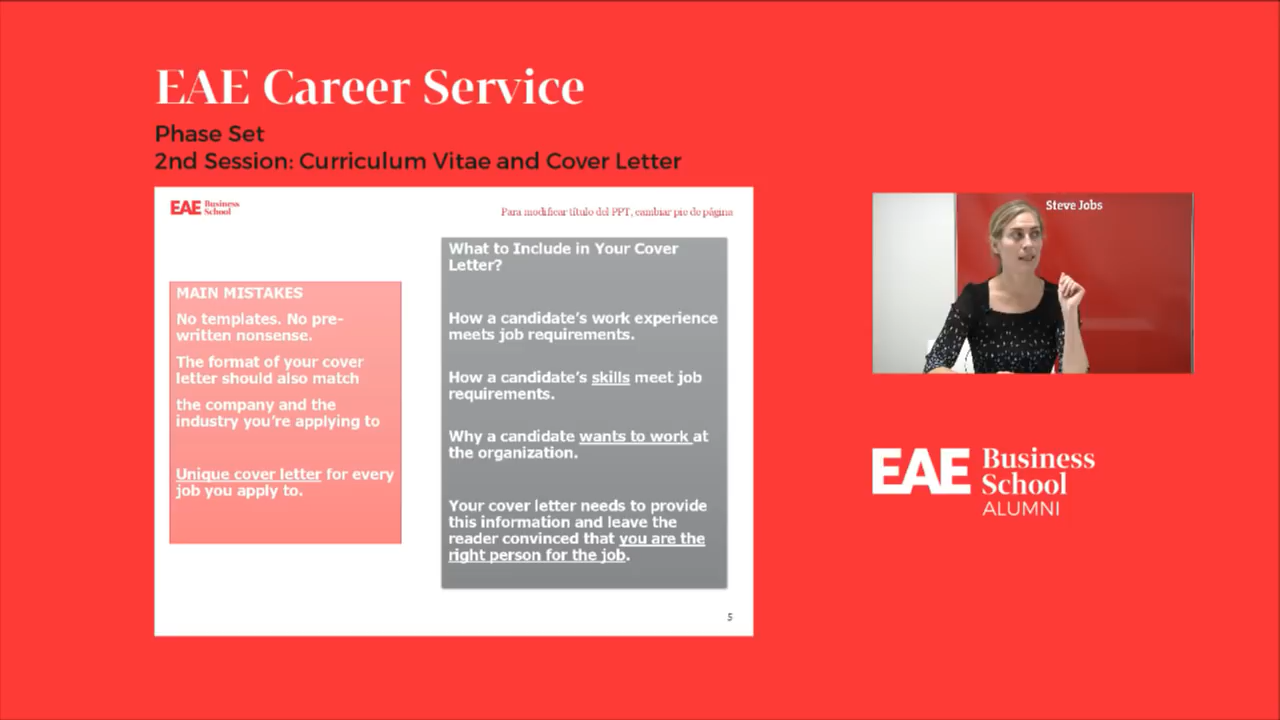 EAE Career Service
Phase Set
2nd Session: Curriculum Vitae and Cover Letter
EAE Business
School
Para modificar título del PPT, cambiar pie de página
MAIN MISTAKES
No templates. No pre-
written nonsense.
The format of your cover
letter should also match
the company and the
industry you're applying to
Unique cover letter for every
job you apply to.
What to Include in Your Cover
Letter?
How a candidate's work experience
meets job requirements.
How a candidate's skills meet job
requirements.
Why a candidate wants to work at
the organization.
Your cover letter needs to provide
this information and leave the
reader convinced that you are the
right person for the job.
5
Steve Jobs
EAE Business
School
ALUMNI